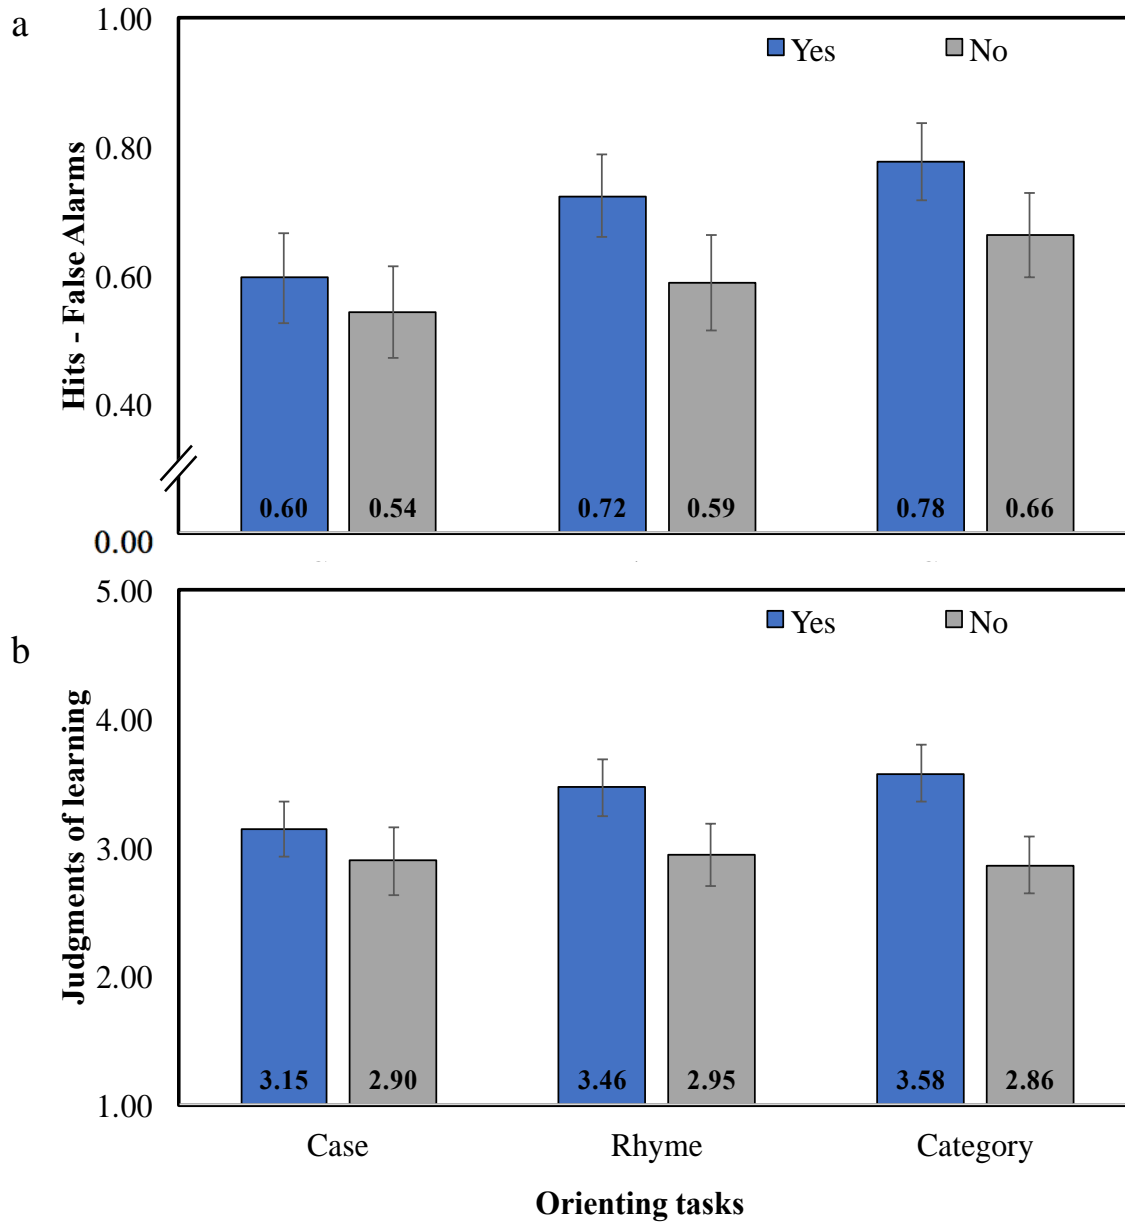 a
1.00
Yes No
0.80
0.60
0.40
0.00
Hits - False Alarms
0.60 0.54 0.72 0.59 0.78 0.66
b
5.00
Yes No
4.00
3.00
2.00
1.00
Judgments of learning
3.15 2.90 3.46 2.95 3.58 2.86
Case Rhyme Category
Orienting tasks